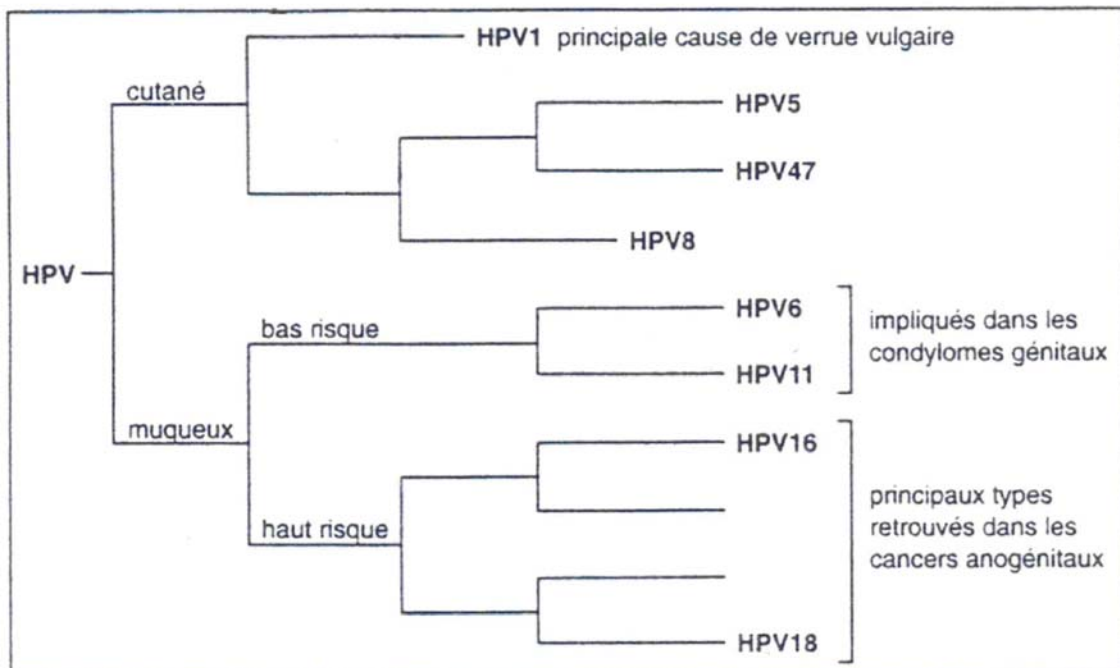 HPV1 principale cause de verrue vulgaire
cutané
HPV5
HPV47
HPV8
HPV
HPV6
bas risque
impliqués dans les
condylomes génitaux
HPV11
muqueux
HPV16
principaux types
haut risque
retrouvés dans les
cancers anogénitaux
HPV18